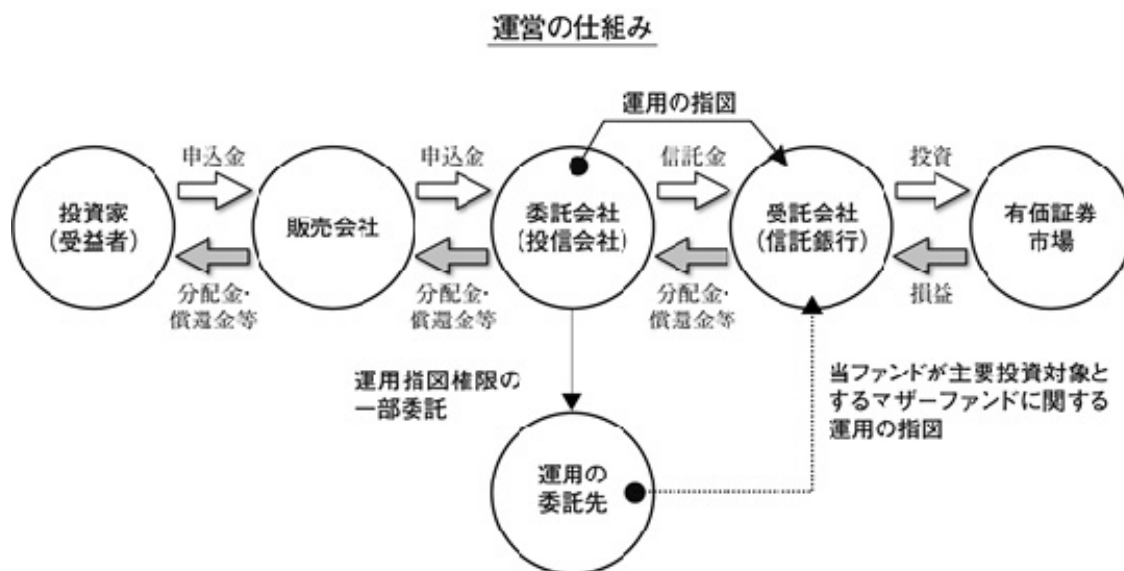 運営の仕組み
運用の指図
申込金
申込金
信託金
投資
投資家
(受益者)
販売会社
委託会社
(投信会社)
受託会社
(信託銀行)
有価証券
市場
分配金・
償還金等
分配金・
償還金等
分配金・
償還金等
損益
運用指図権限の
一部委託
当ファンドが主要投資対象と
するマザーファンドに関する
運用の指図
運用の
委託先